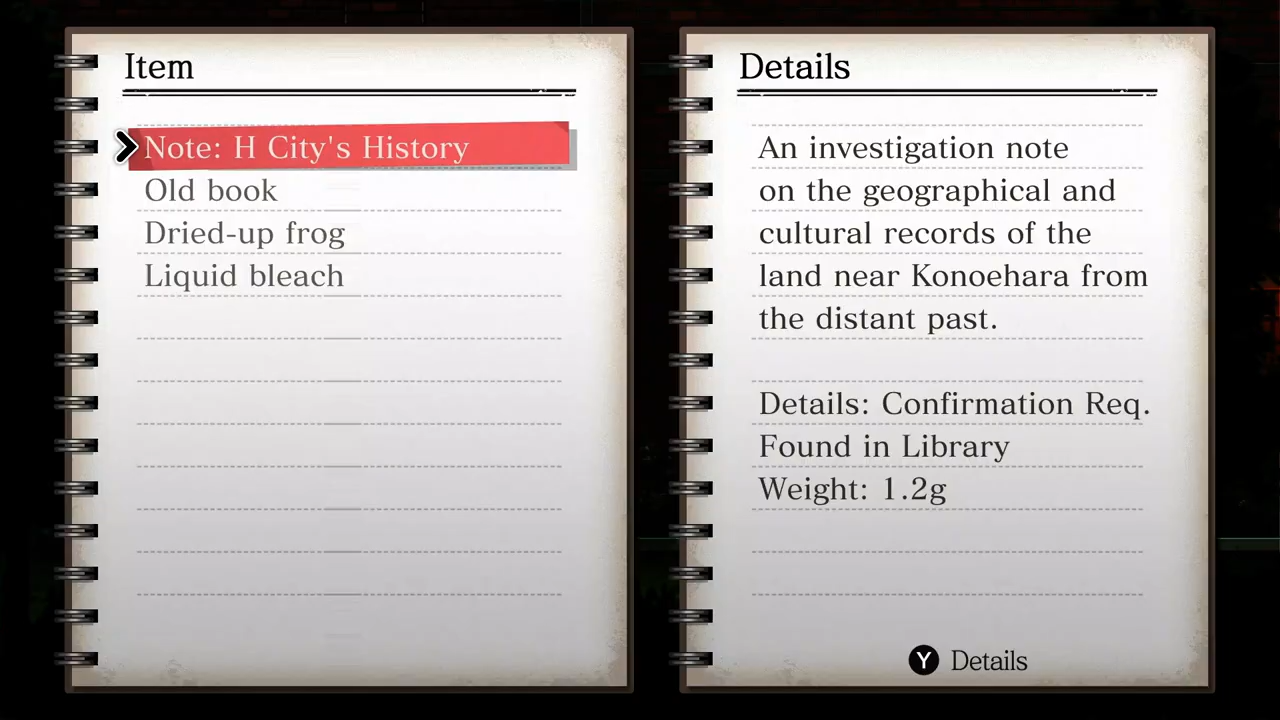 Item
Note: H City's History
Old book
Dried-up frog
Liquid bleach
Details
An investigation note
on the geographical and
cultural records of the
land near Konoehara from
the distant past.
Details: Confirmation Req.
Found in Library
Weight: 1.2g
Y Details